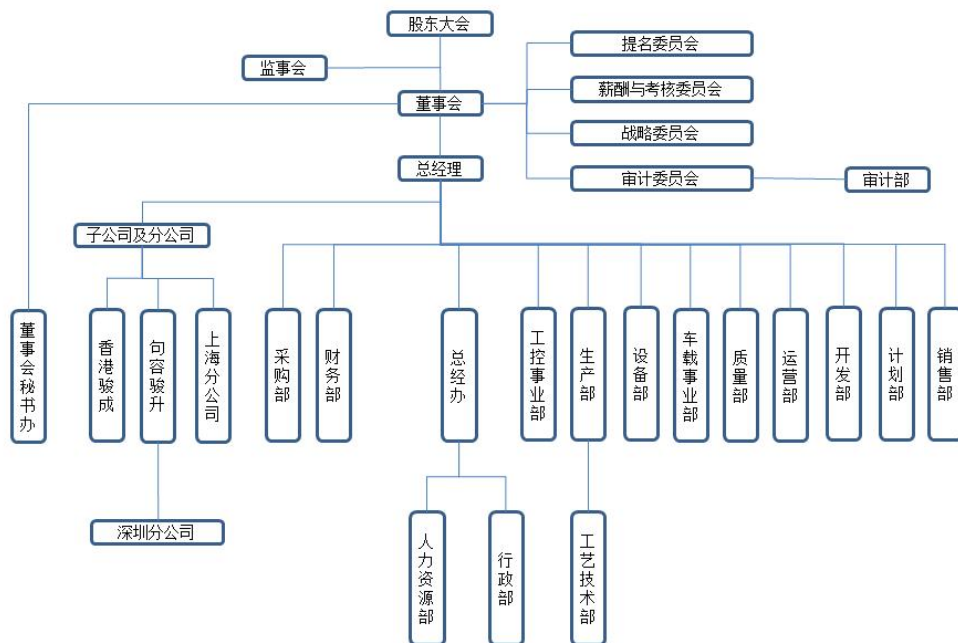 股东大会
提名委员会
监事会
薪酬与考核委员会
董事会
战略委员会
总经理
审计委员会
审计部
子公司及分公司
董事会秘书办
香港骏成
句容骏升
上海分公司
采购部
财务部
总经办
工控事业部
生产部
设备部
车载事业部
质量部
运营部
开发部
计划部
销售部
深圳分公司
人力资源部
行政部
工艺技术部